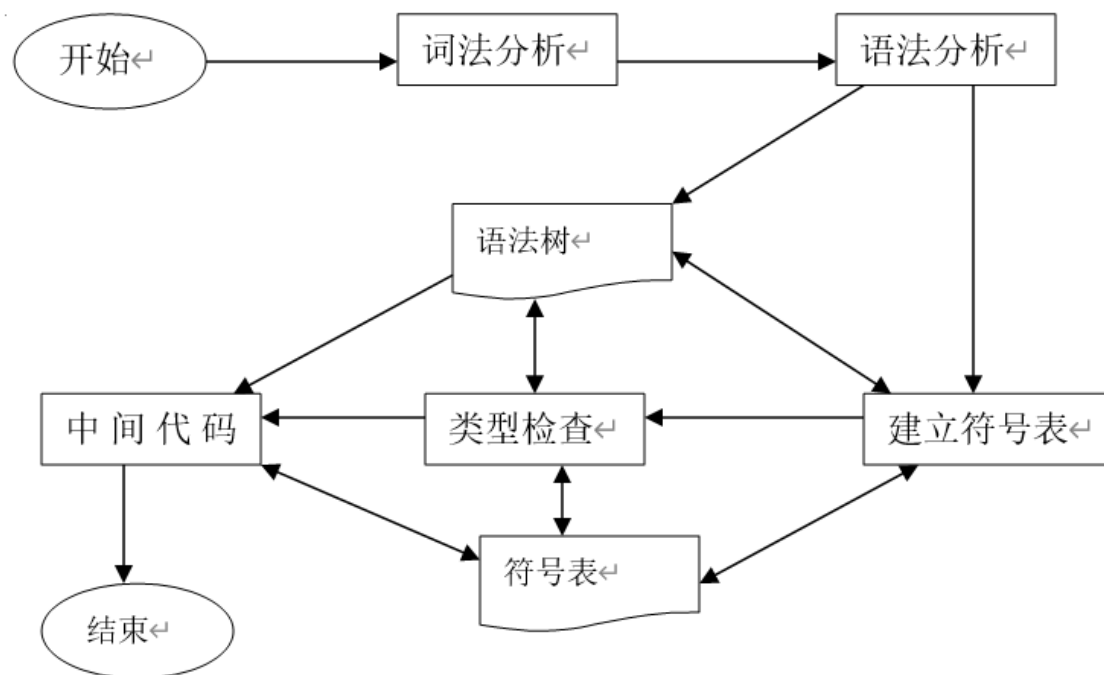 开始↵
词法分析↵
语法分析↵
语法树↵
中 间 代 码
类型检查↵
建立符号表↵
符号表↵
结束↵